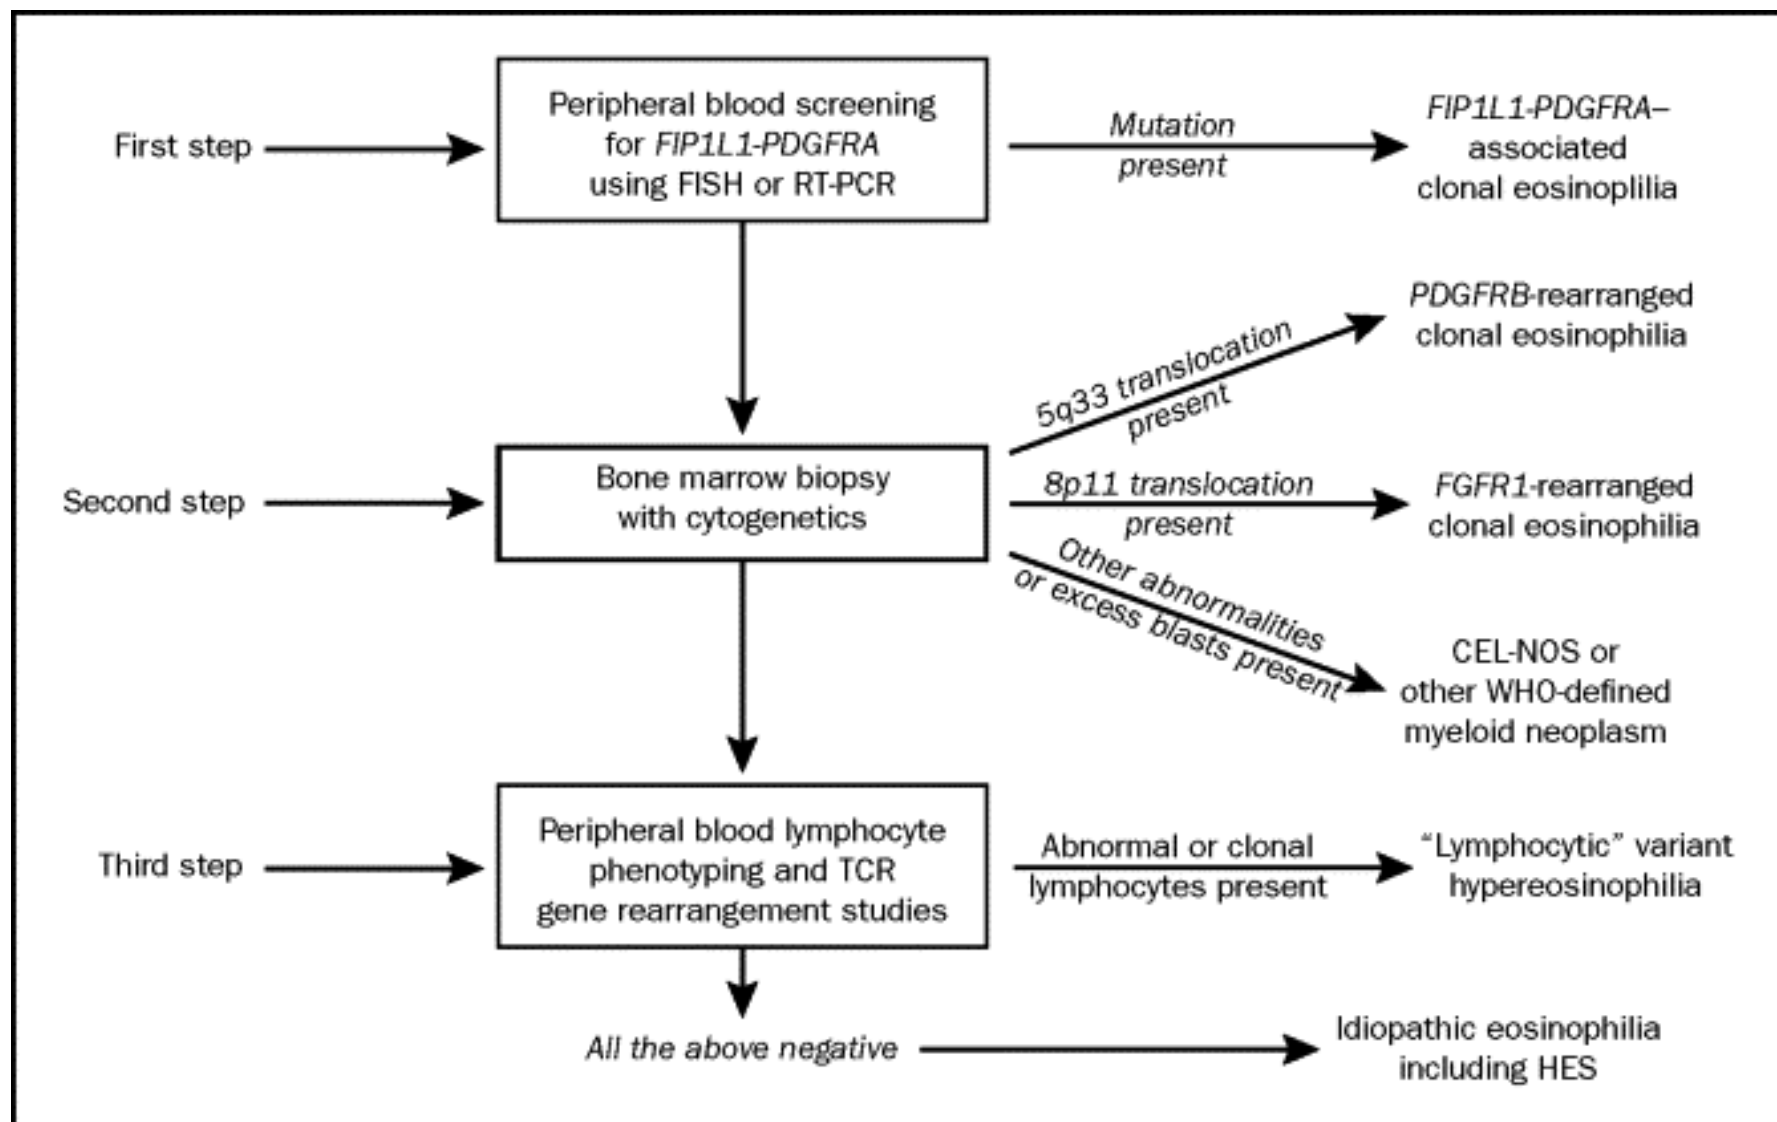 First step
Peripheral blood screening
for FIP1L1-PDGFRA
using FISH or RT-PCR
Mutation
present
FIP1L1-PDGFRA–
associated
clonal eosinoplilia
PDGFRB-rearranged
clonal eosinophilia
5q33 translocation
present
Second step
Bone marrow biopsy
with cytogenetics
8p11 translocation
present
FGFR1-rearranged
clonal eosinophilia
Other abnormalities
or excess blasts present
CEL-NOS or
other WHO-defined
myeloid neoplasm
Third step
Peripheral blood lymphocyte
phenotyping and TCR
gene rearrangement studies
Abnormal or clonal
lymphocytes present
“Lymphocytic” variant
hypereosinophilia
All the above negative
Idiopathic eosinophilia
including HES